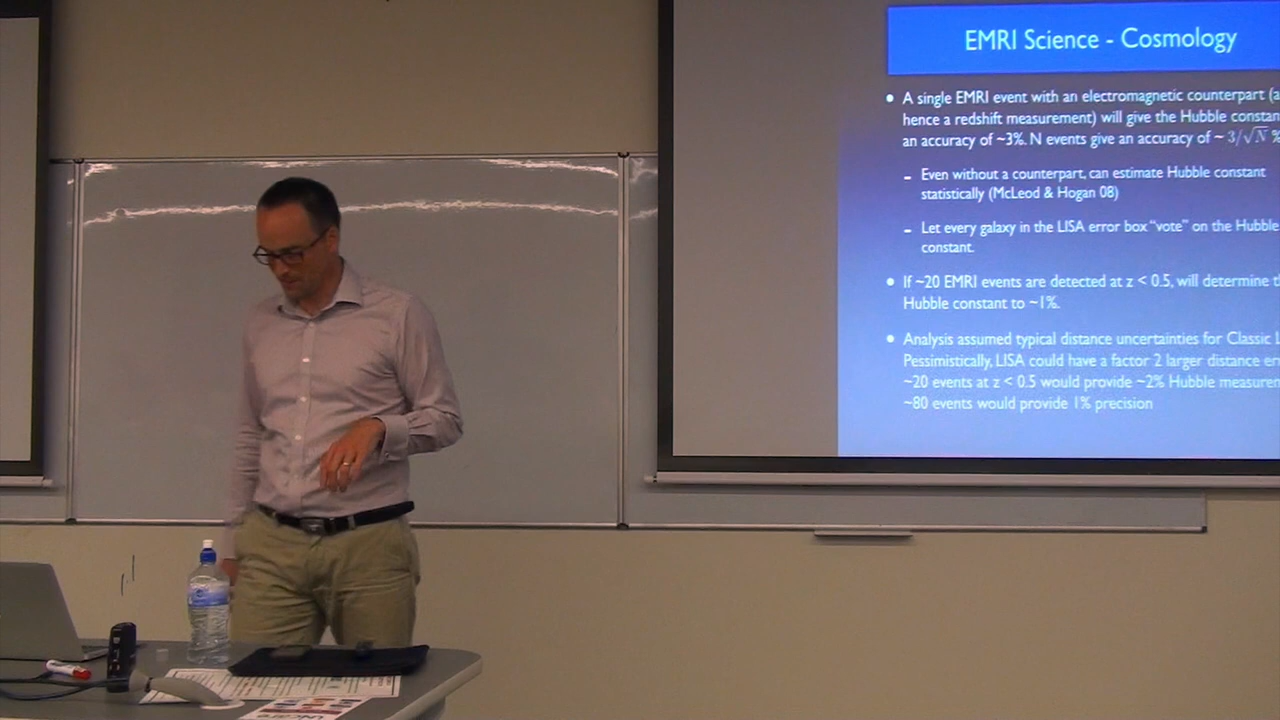 EMRI Science - Cosmology
• A single EMRI event with an electromagnetic counterpart (a
hence a redshift measurement) will give the Hubble constan
an accuracy of ~3%. N events give an accuracy of ~ 3/√N %
- Even without a counterpart, can estimate Hubble constant
statistically (McLeod & Hogan 08)
- Let every galaxy in the LISA error box “vote” on the Hubble
constant.
• If ~20 EMRI events are detected at z < 0.5, will determine t
Hubble constant to ~1%.
• Analysis assumed typical distance uncertainties for Classic L
Pessimistically, LISA could have a factor 2 larger distance er
~20 events at z < 0.5 would provide ~2% Hubble measuren
~80 events would provide 1% precision